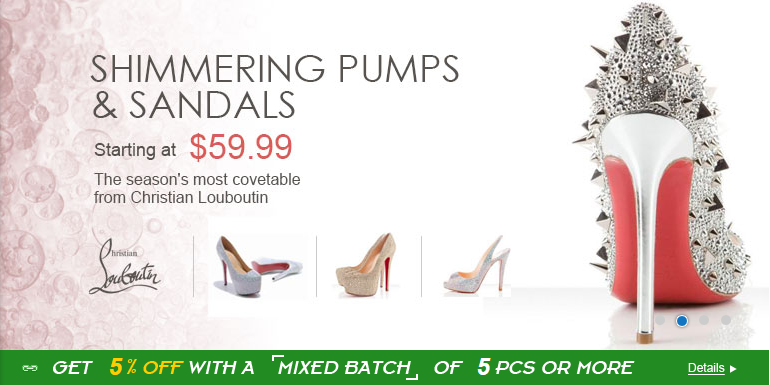 SHIMMERING PUMPS
& SANDALS
Starting at $59.99
The season's most covetable
from Christian Louboutin
Christian
Louboutin
GET 5% OFF WITH A 「MIXED BATCH」 OF 5 PCS OR MORE
Details